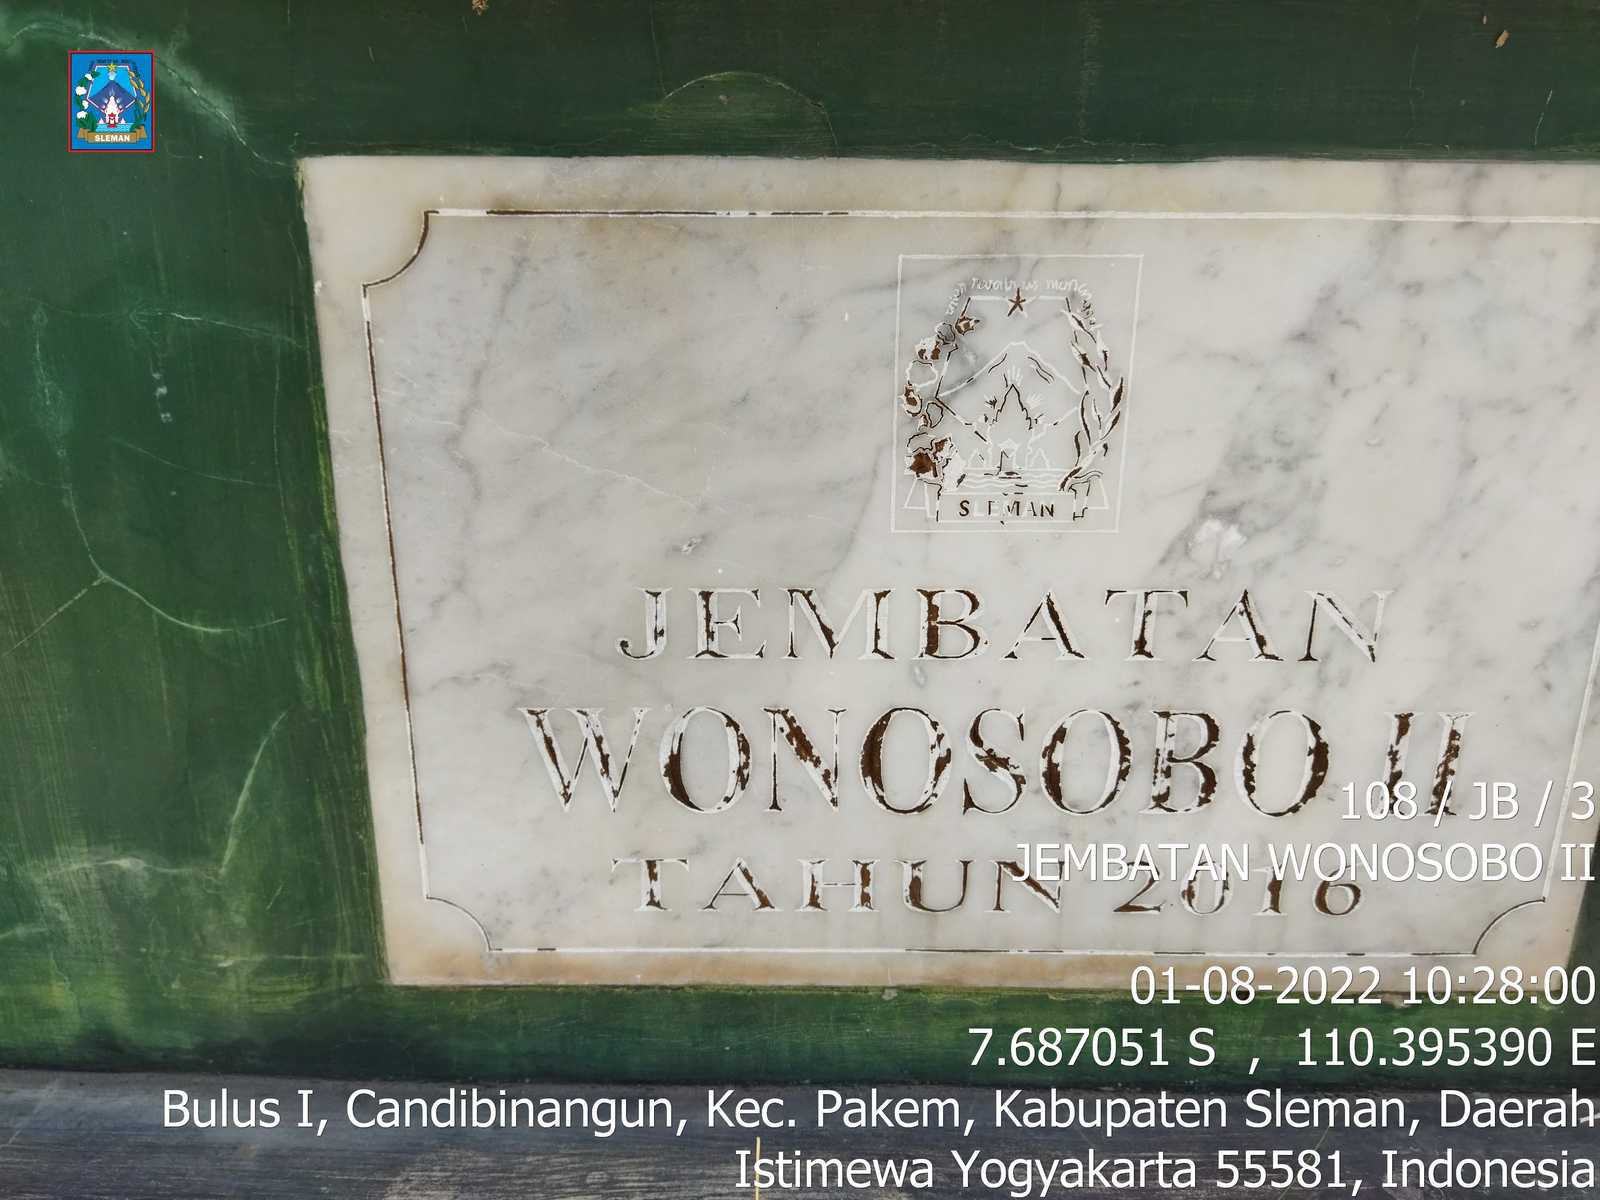 SLEMAN
SLEMAN
JEMBATAN
WONOSOBO II
TAHUN 2016
108 / JB / 3
JEMBATAN WONOSOBO II
01-08-2022 10:28:00
7.687051 S , 110.395390 E
Bulus I, Candibinangun, Kec. Pakem, Kabupaten Sleman, Daerah
Istimewa Yogyakarta 55581, Indonesia